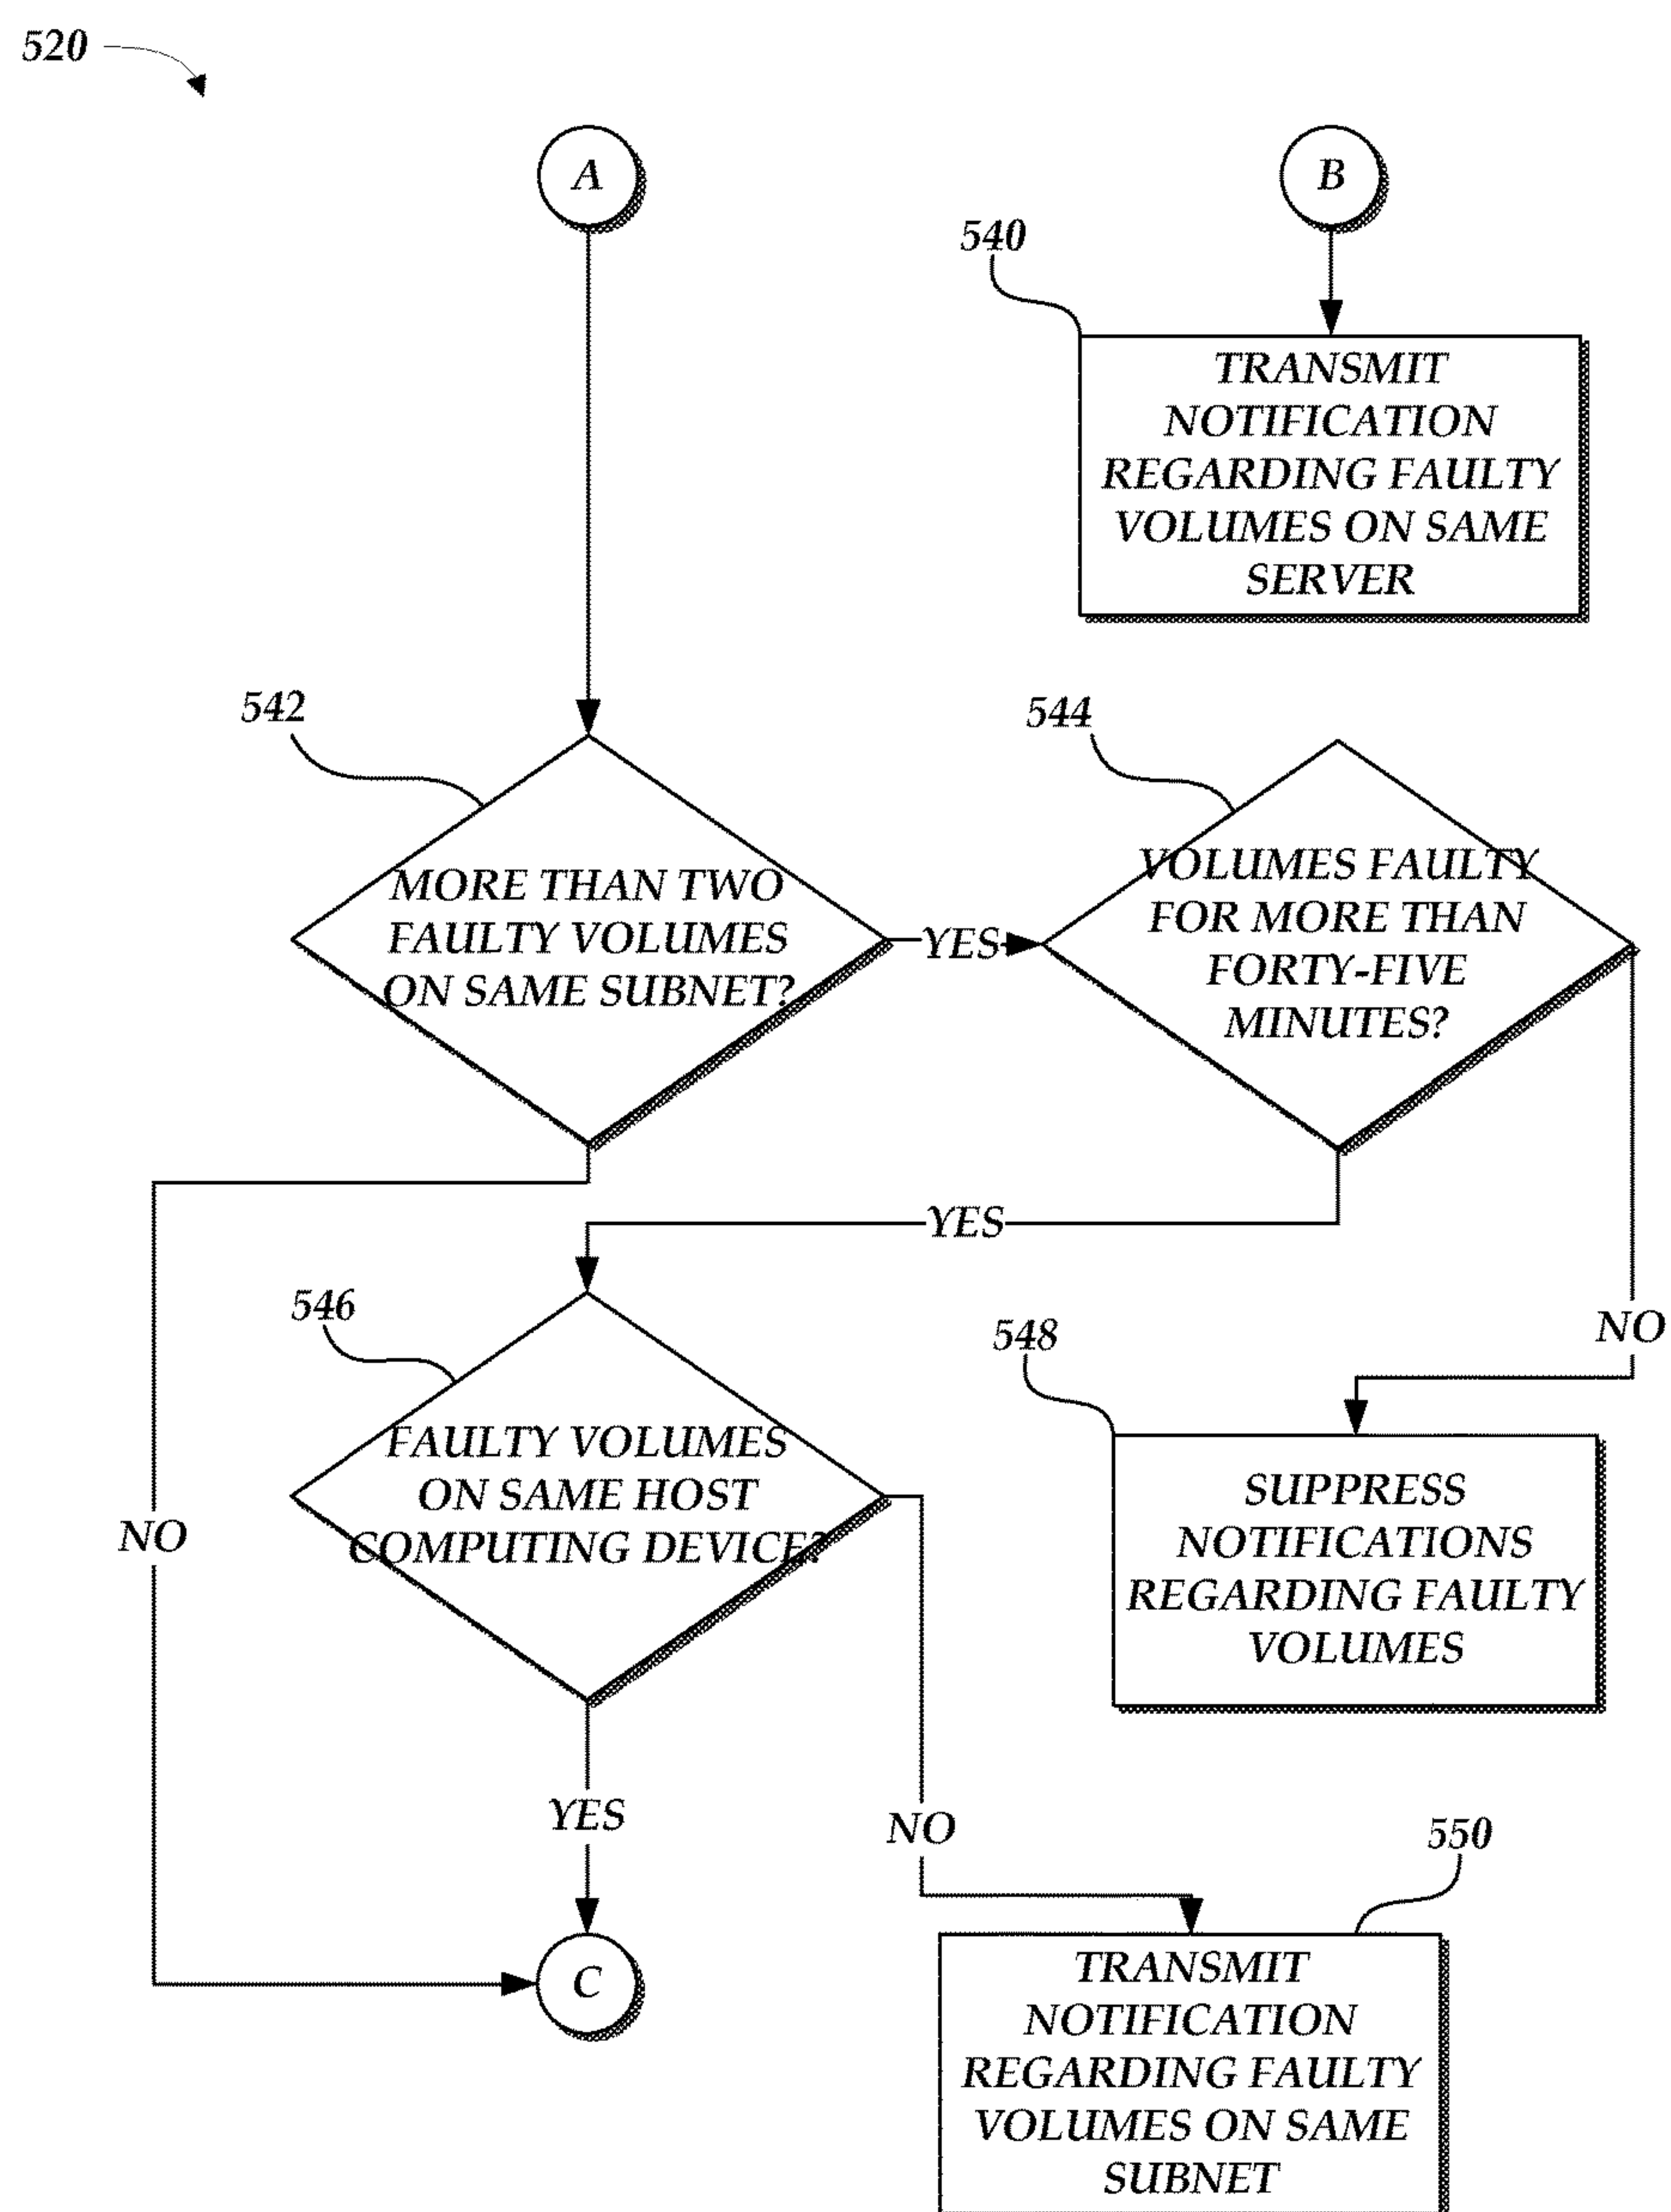 520
A
B
540
TRANSMIT
NOTIFICATION
REGARDING FAULTY
VOLUMES ON SAME
SERVER
542
MORE THAN TWO
FAULTY VOLUMES
ON SAME SUBNET?
YES
544
VOLUMES FAULTY
FOR MORE THAN
FORTY-FIVE
MINUTES?
YES
NO
546
FAULTY VOLUMES
ON SAME HOST
COMPUTING DEVICE?
NO
548
SUPPRESS
NOTIFICATIONS
REGARDING FAULTY
VOLUMES
YES
NO
C
550
TRANSMIT
NOTIFICATION
REGARDING FAULTY
VOLUMES ON SAME
SUBNET